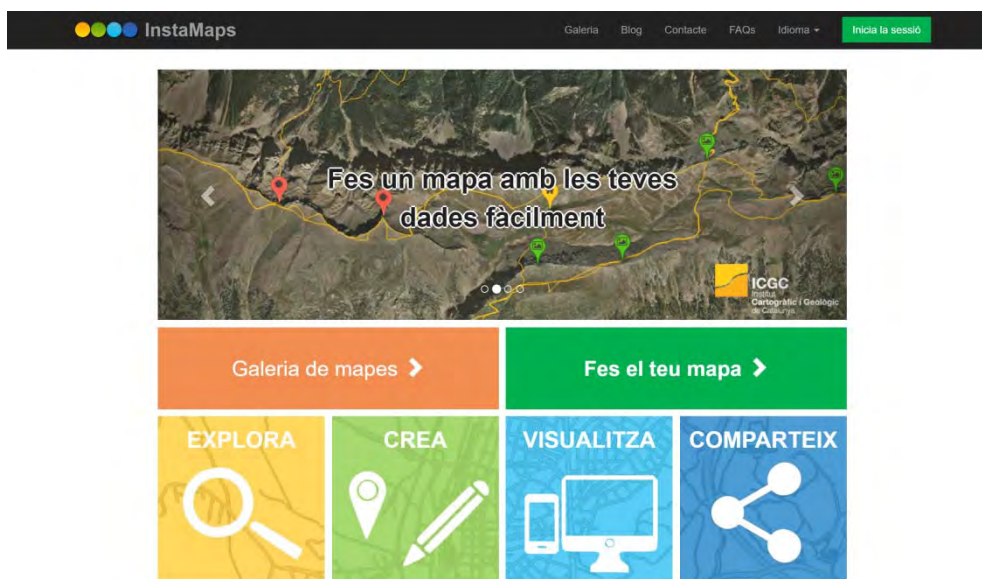 InstaMaps
Galeria Blog Contacte FAQs Idioma Inicia la sessió
Fes un mapa amb les teves
dades fàcilment
ICGC
Institut
Cartogràfic i Geològic
de Catalunya
Galeria de mapes
Fes el teu mapa
EXPLORA
CREA
VISUALITZA
COMPARTEIX